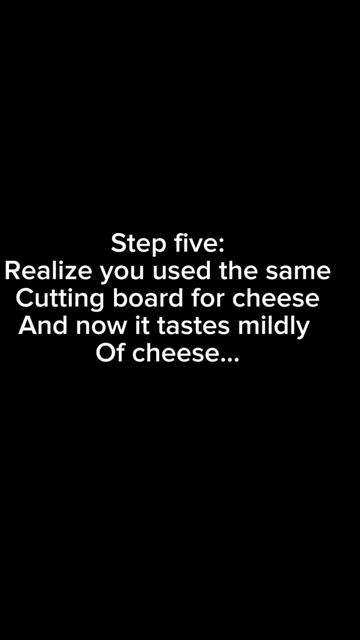 Step five:
Realize you used the same
Cutting board for cheese
And now it tastes mildly
Of cheese...